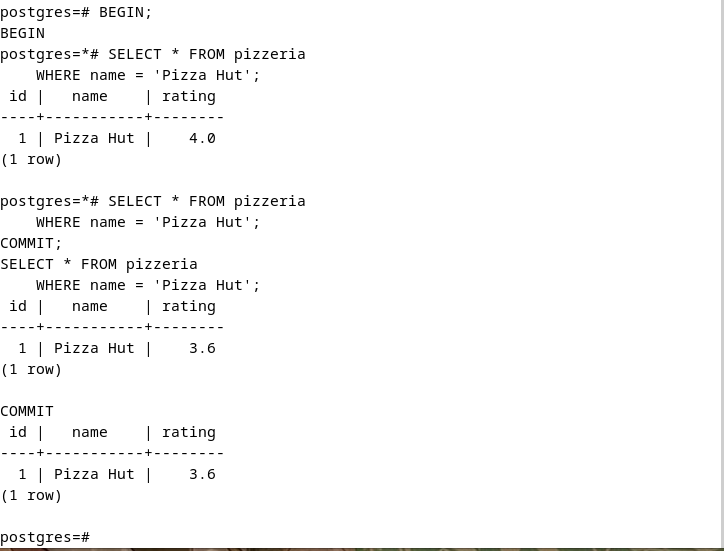 postgres=# BEGIN;
BEGIN
postgres=*# SELECT * FROM pizzeria
    WHERE name = 'Pizza Hut';
 id |   name    | rating
----+-----------+--------
  1 | Pizza Hut |    4.0
(1 row)

postgres=*# SELECT * FROM pizzeria
    WHERE name = 'Pizza Hut';
COMMIT;
SELECT * FROM pizzeria
    WHERE name = 'Pizza Hut';
 id |   name    | rating
----+-----------+--------
  1 | Pizza Hut |    3.6
(1 row)

COMMIT
 id |   name    | rating
----+-----------+--------
  1 | Pizza Hut |    3.6
(1 row)

postgres=#